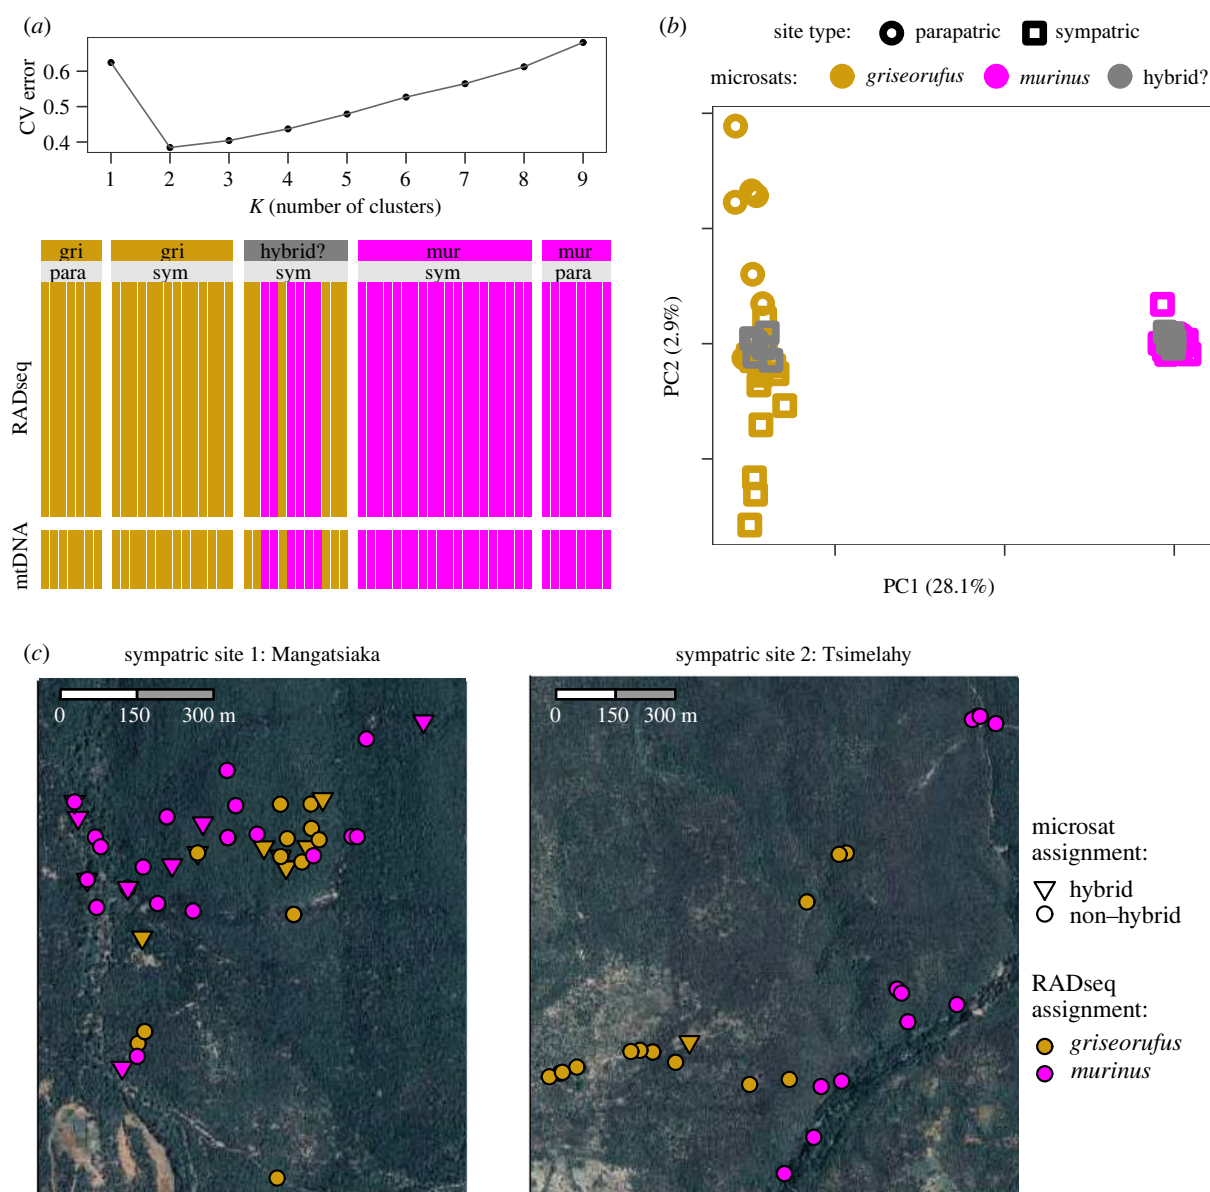 (a)
0.6
0.5
0.4
CV error
1 2 3 4 5 6 7 8 9
K (number of clusters)
gri gri hybrid? mur mur
para sym sym sym para
RADseq
mtDNA
(b)
site type: parapatric sympatric
microsats: griseorufus murinus hybrid?
PC2 (2.9%)
PC1 (28.1%)
(c)
sympatric site 1: Mangatsiaka
0 150 300 m
sympatric site 2: Tsimelahy
0 150 300 m
microsat
assignment:
hybrid
non–hybrid
RADseq
assignment:
griseorufus
murinus